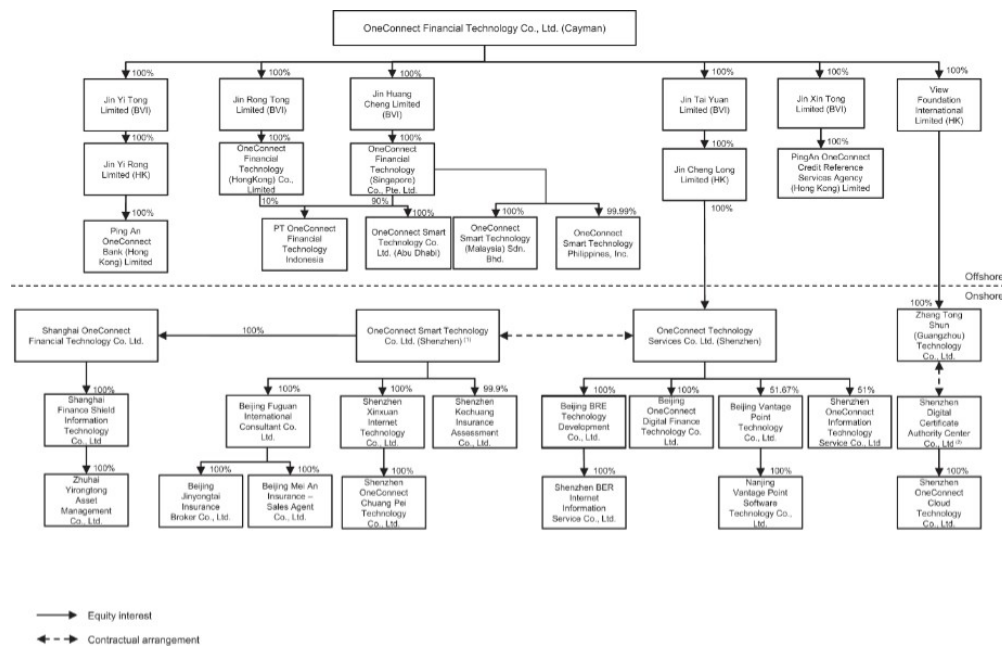 OneConnect Financial Technology Co., Ltd. (Cayman)
100%
100%
100%
100%
100%
100%
Jin Yi Tong
Limited (BVI)
Jin Rong Tong
Limited (BVI)
Jin Huang
Cheng Limited
(BVI)
Jin Tai Yuan
Limited (BVI)
Jin Xin Tong
Limited (BVI)
View
Foundation
International
Limited (HK)
100%
100%
100%
100%
100%
Jin Yi Rong
Limited (HK)
OneConnect
Financial
Technology
(HongKong) Co.,
Limited
OneConnect
Financial
Technology
(Singapore)
Co., Pte. Ltd.
Jin Cheng Long
Limited (HK)
PingAn OneConnect
Credit Reference
Services Agency
(Hong Kong) Limited
100%
10%
90%
100%
100%
99.99%
100%
Ping An
OneConnect
Bank (Hong
Kong) Limited
PT OneConnect
Financial
Technology
Indonesia
OneConnect Smart
Technology Co.
Ltd. (Abu Dhabi)
OneConnect
Smart Technology
(Malaysia) Sdn.
Bhd.
OneConnect
Smart Technology
Philippines, Inc.
Offshore
Onshore
100%
Shanghai OneConnect
Financial Technology Co. Ltd.
100%
OneConnect Smart Technology
Co. Ltd. (Shenzhen) (1)
OneConnect Technology
Services Co. Ltd. (Shenzhen)
Zhang Tong
Shun
(Guangzhou)
Technology
Co., Ltd.
100%
100%
100%
99.9%
100%
100%
51.67%
51%
Shanghai
Finance Shield
Information
Technology
Co., Ltd
Beijing Fuguan
International
Consultant Co.
Ltd.
Shenzhen
Xinxuan
Internet
Technology
Co., Ltd.
Shenzhen
Kechuang
Insurance
Assessment
Co., Ltd.
Beijing BRE
Technology
Development
Co., Ltd.
Beijing
OneConnect
Digital Finance
Technology Co.
Ltd.
Beijing Vantage
Point
Technology
Co., Ltd.
Shenzhen
OneConnect
Information
Technology
Service Co., Ltd
Shenzhen
Digital
Certificate
Authority Center
Co., Ltd (2)
100%
100%
100%
100%
100%
100%
100%
Zhuhai
Yirongtong
Asset
Management
Co., Ltd.
Beijing
Jinyongtai
Insurance
Broker Co., Ltd.
Beijing Mei An
Insurance –
Sales Agent
Co., Ltd.
Shenzhen
OneConnect
Chuang Pei
Technology
Co., Ltd.
Shenzhen BER
Internet
Information
Service Co., Ltd.
Nanjing
Vantage Point
Software
Technology Co.,
Ltd.
Shenzhen
OneConnect
Cloud
Technology
Co., Ltd.
Equity interest
Contractual arrangement